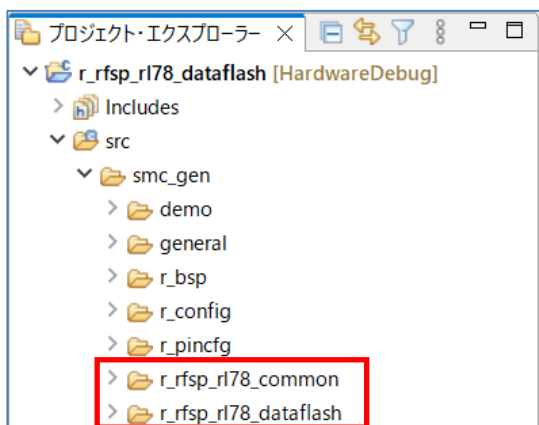 プロジェクト・エクスプローラー
r_rfsp_rl78_dataflash [HardwareDebug]
Includes
src
smc_gen
demo
general
r_bsp
r_config
r_pincfg
r_rfsp_rl78_common
r_rfsp_rl78_dataflash